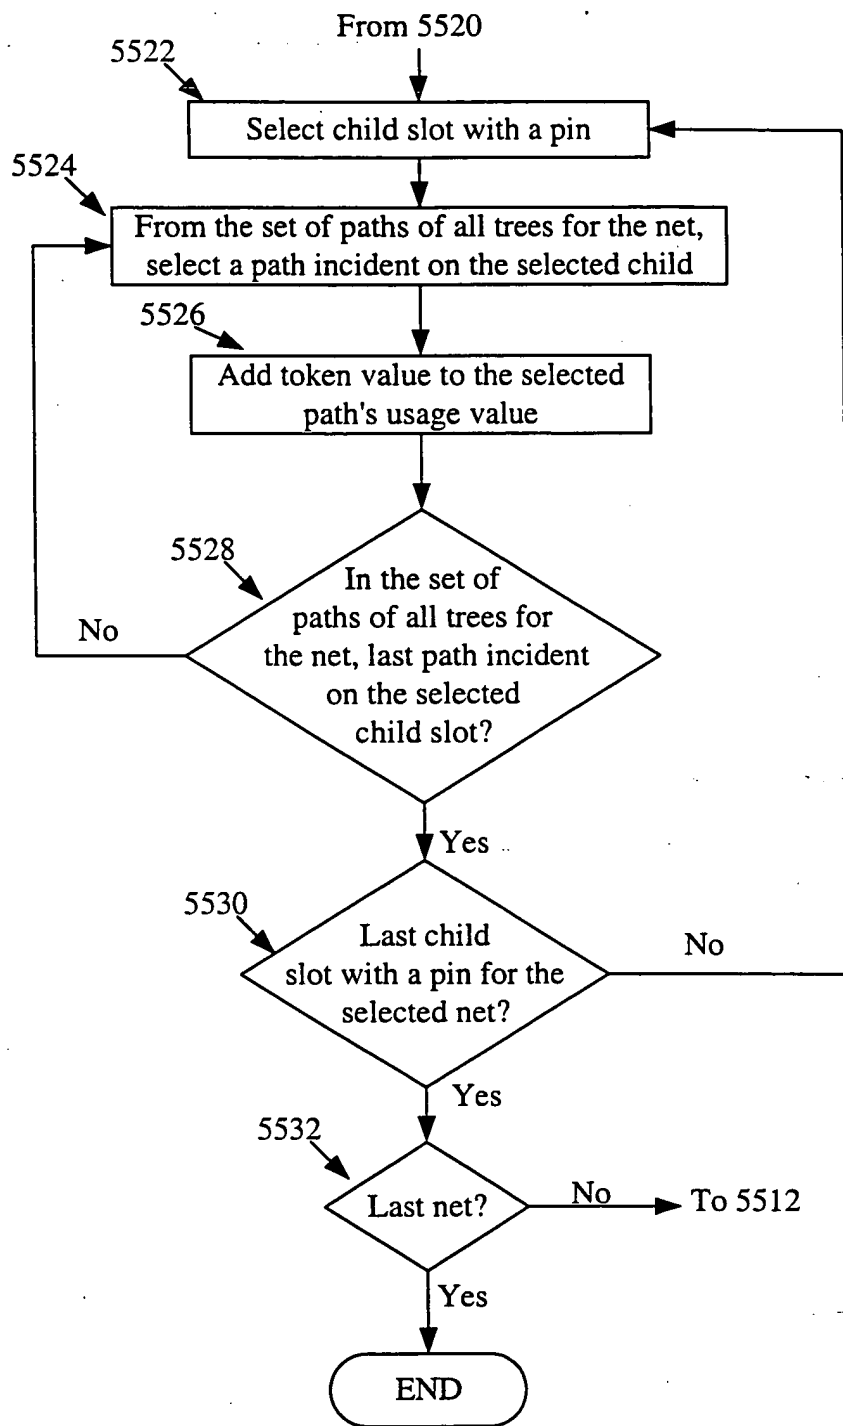 From 5520
5522
Select child slot with a pin
5524
From the set of paths of all trees for the net,
select a path incident on the selected child
5526
Add token value to the selected
path's usage value
5528
In the set of
paths of all trees for
the net, last path incident
on the selected
child slot?
No
Yes
5530
Last child
slot with a pin for the
selected net?
No
Yes
5532
Last net?
No
To 5512
Yes
END